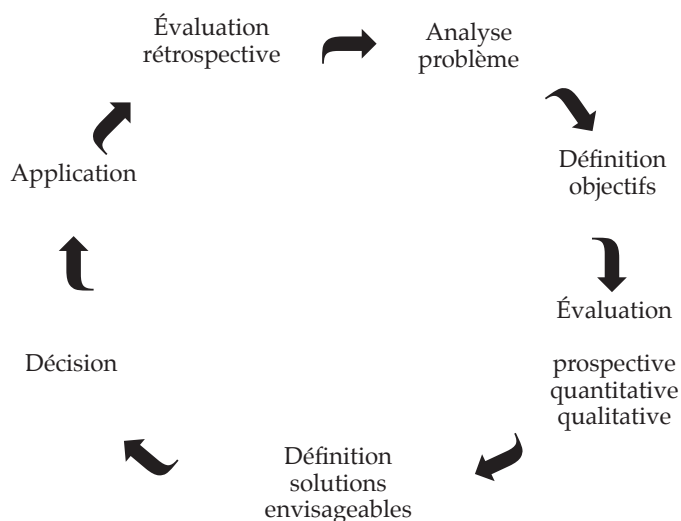 Évaluation
rétrospective
Analyse
problème
Définition
objectifs
Évaluation
prospective
quantitative
qualitative
Définition
solutions
envisageables
Décision
Application